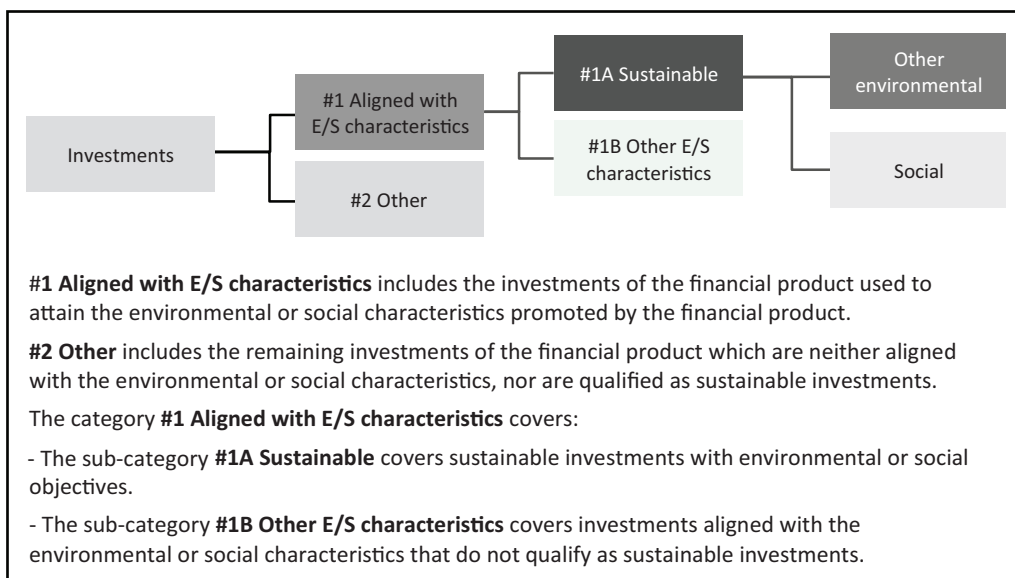 Investments
#1 Aligned with
E/S characteristics
#2 Other
#1A Sustainable
#1B Other E/S
characteristics
Other
environmental
Social
#1 Aligned with E/S characteristics includes the investments of the financial product used to
attain the environmental or social characteristics promoted by the financial product.
#2 Other includes the remaining investments of the financial product which are neither aligned
with the environmental or social characteristics, nor are qualified as sustainable investments.
The category #1 Aligned with E/S characteristics covers:
- The sub-category #1A Sustainable covers sustainable investments with environmental or social
objectives.
- The sub-category #1B Other E/S characteristics covers investments aligned with the
environmental or social characteristics that do not qualify as sustainable investments.